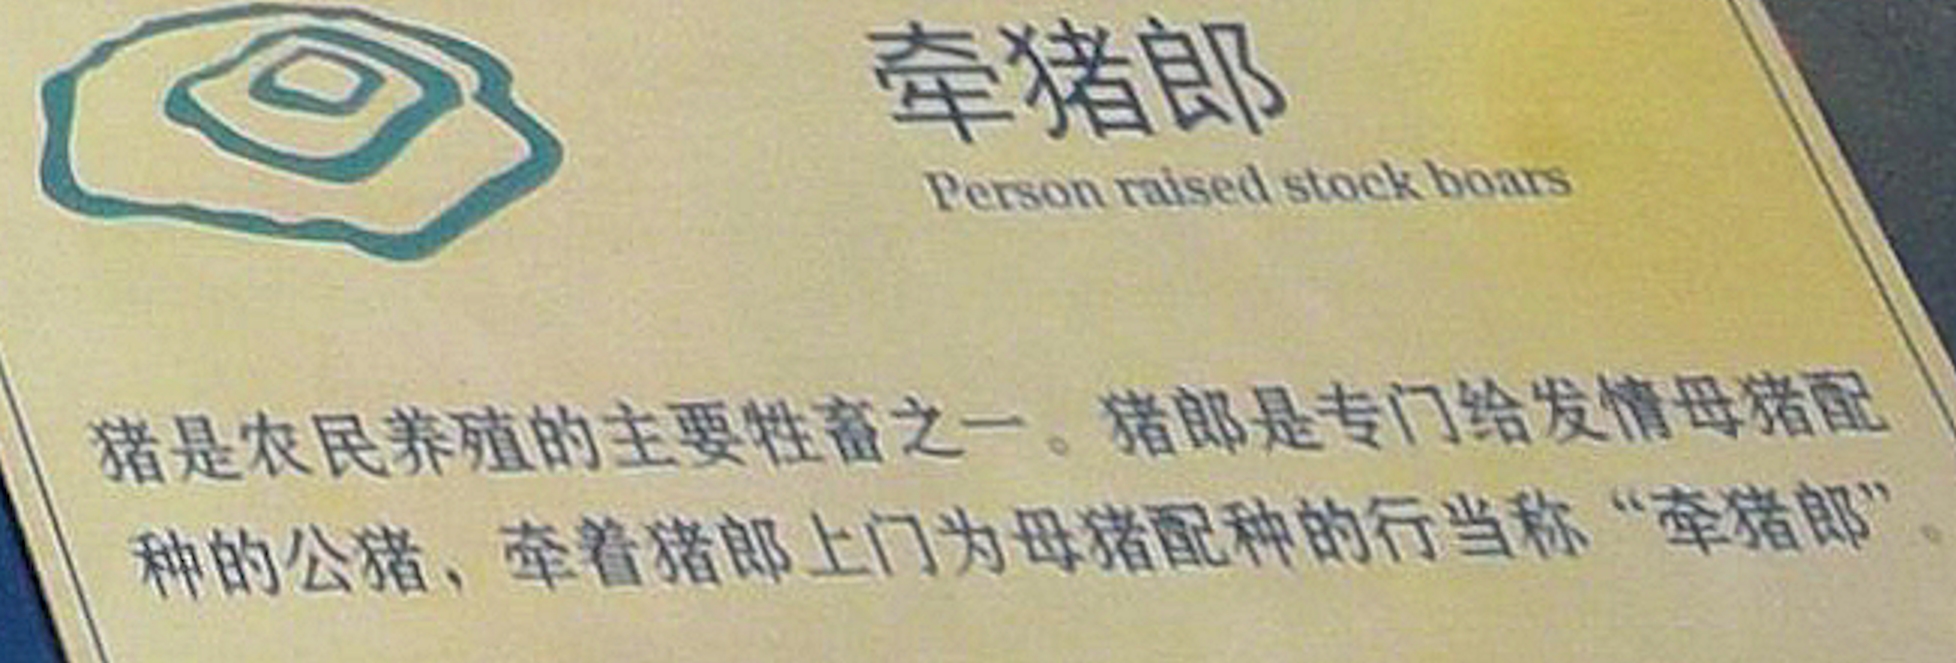 牵猪郎
Person raised stock boars
猪是农民养殖的主要牲畜之一。猪郎是专门给发情母猪配
种的公猪，牵着猪郎上门为母猪配种的行当称“牵猪郎”。